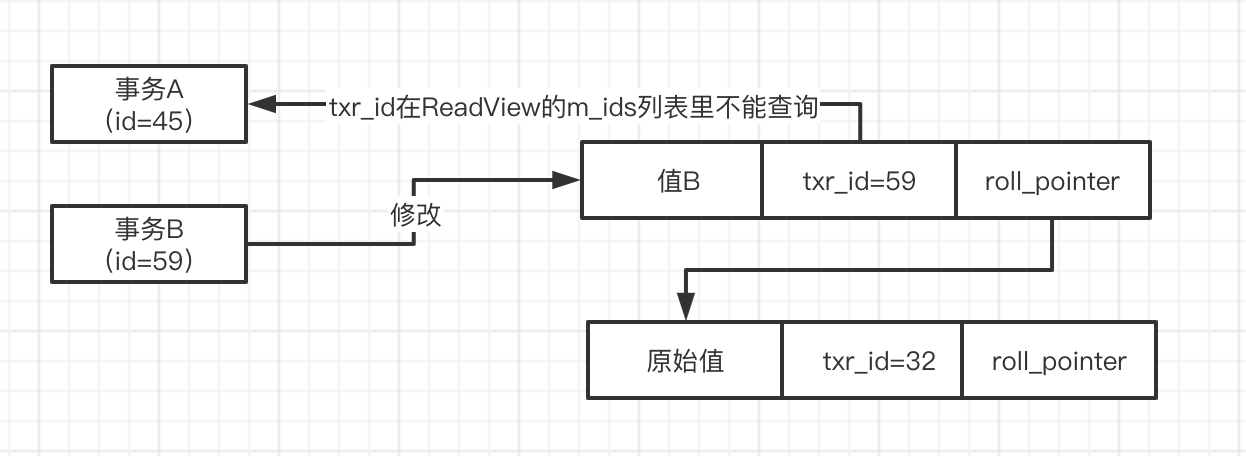 事务A
（id=45）
txr_id在ReadView的m_ids列表里不能查询
值B
txr_id=59
roll_pointer
修改
事务B
（id=59）
原始值
txr_id=32
roll_pointer